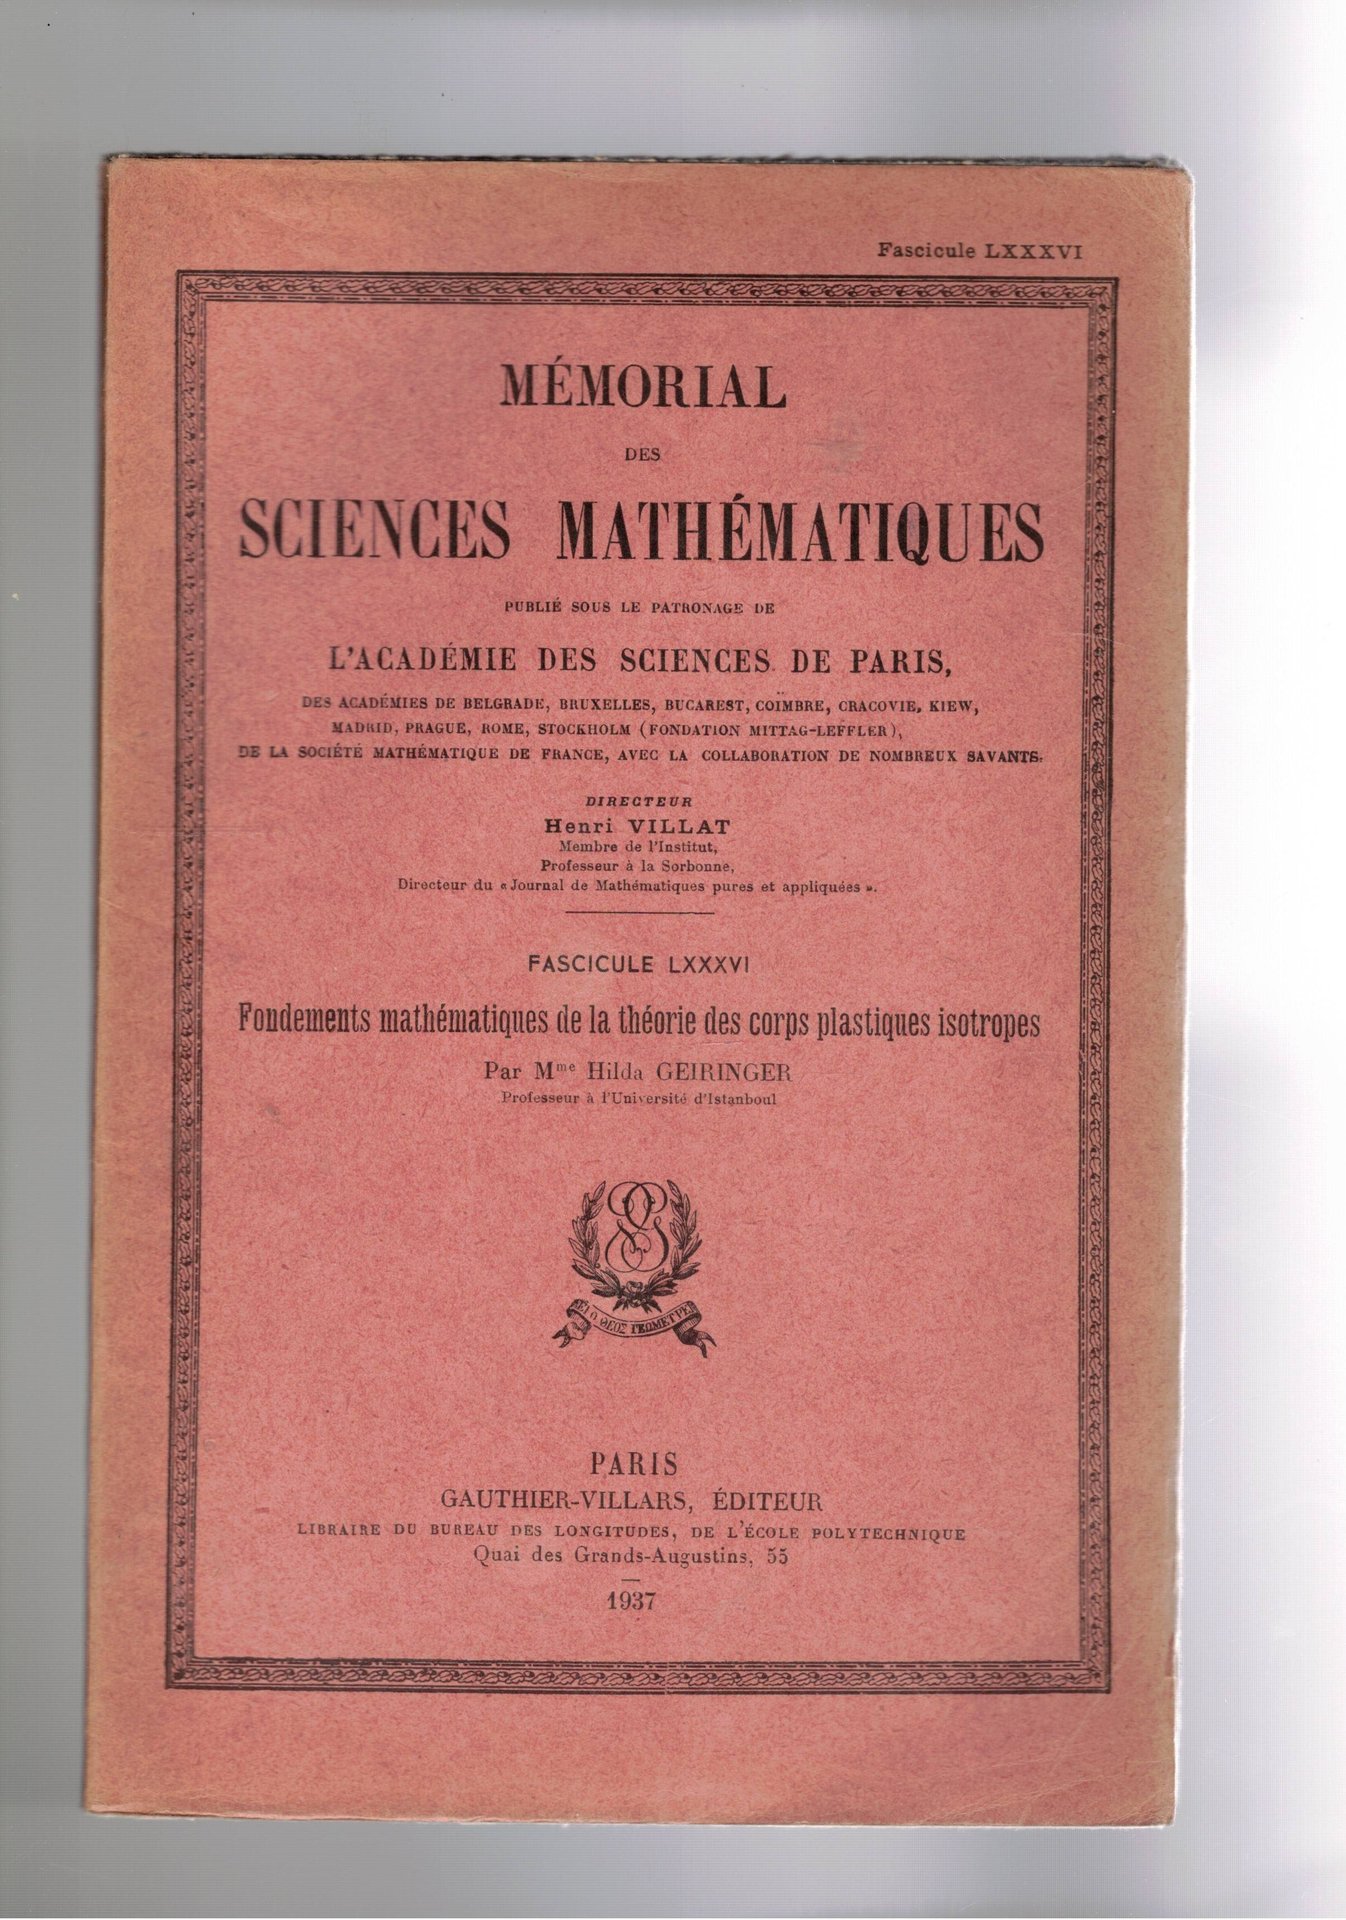 Fascicule LXXXVI
MÉMORIAL
DES
SCIENCES MATHÉMATIQUES
PUBLIÉ SOUS LE PATRONAGE DE
L'ACADÉMIE DES SCIENCES DE PARIS,
DES ACADÉMIES DE BELGRADE, BRUXELLES, BUCAREST, COÏMBRE, CRACOVIE, KIEW,
MADRID, PRAGUE, ROME, STOCKHOLM (FONDATION MITTAG-LEFFLER),
DE LA SOCIÉTÉ MATHÉMATIQUE DE FRANCE, AVEC LA COLLABORATION DE NOMBREUX SAVANTS.
DIRECTEUR
Henri VILLAT
Membre de l'Institut,
Professeur à la Sorbonne,
Directeur du « Journal de Mathématiques pures et appliquées ».
FASCICULE LXXXVI
Fondements mathématiques de la théorie des corps plastiques isotropes
Par Mme Hilda GEIRINGER
Professeur à l'Université d'Istanboul
ΑΕΙ Ο ΘΕΟΣ ΓΕΩΜΕΤΡΕΙ
PARIS
GAUTHIER-VILLARS, ÉDITEUR
LIBRAIRE DU BUREAU DES LONGITUDES, DE L'ÉCOLE POLYTECHNIQUE
Quai des Grands-Augustins, 55
1937